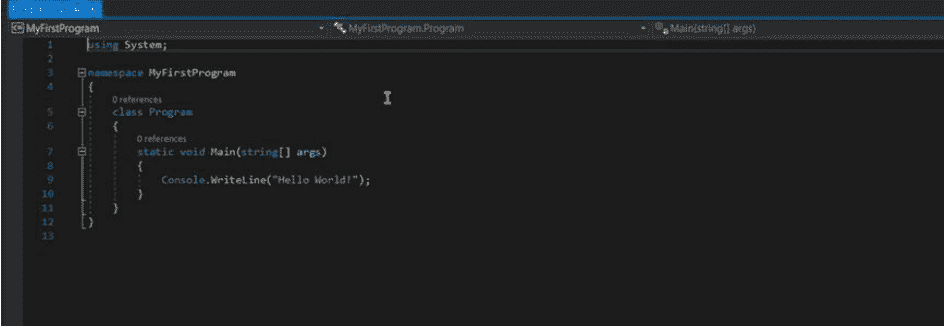 MyFirstProgram
MyFirstProgram.Program
Main(string[] args)
1 using System;
2
3 namespace MyFirstProgram
4 {
0 references
5 class Program
6 {
0 references
7 static void Main(string[] args)
8 {
9 Console.WriteLine("Hello World!");
10 }
11 }
12 }
13